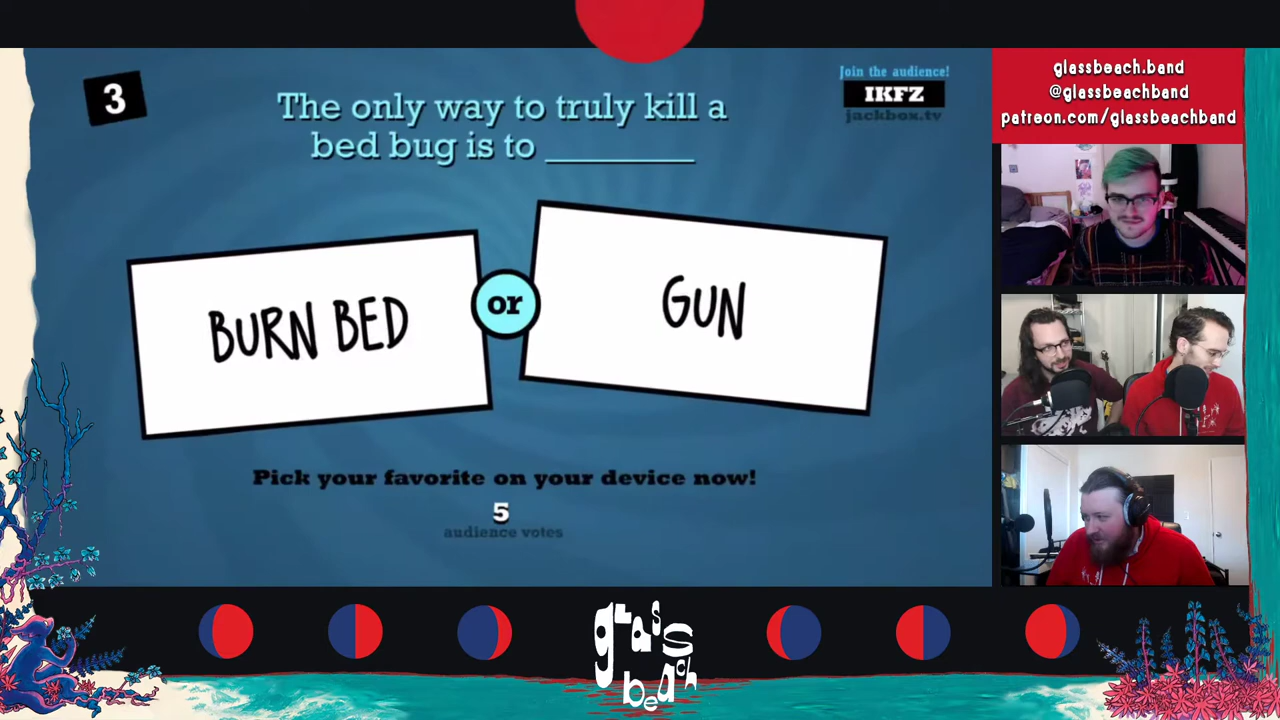 3
The only way to truly kill a
bed bug is to ________
Join the audience!
IKFZ
jackbox.tv
BURN BED
or
GUN
Pick your favorite on your device now!
5
audience votes
glassbeach.band
@glassbeachband
patreon.com/glassbeachband
glass
beach